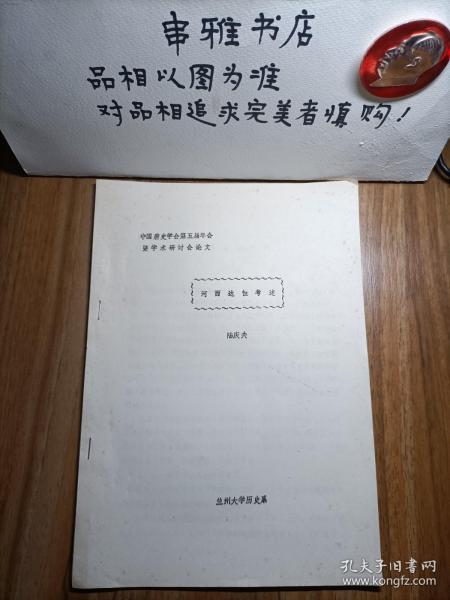 串雅书店
品相以图为准
对品相追求完美者慎购！
中国唐史学会第五届年会
暨学术研讨会论文
河西达怛考述
陆庆夫
兰州大学历史系
孔夫子旧书网
www.kongfz.com